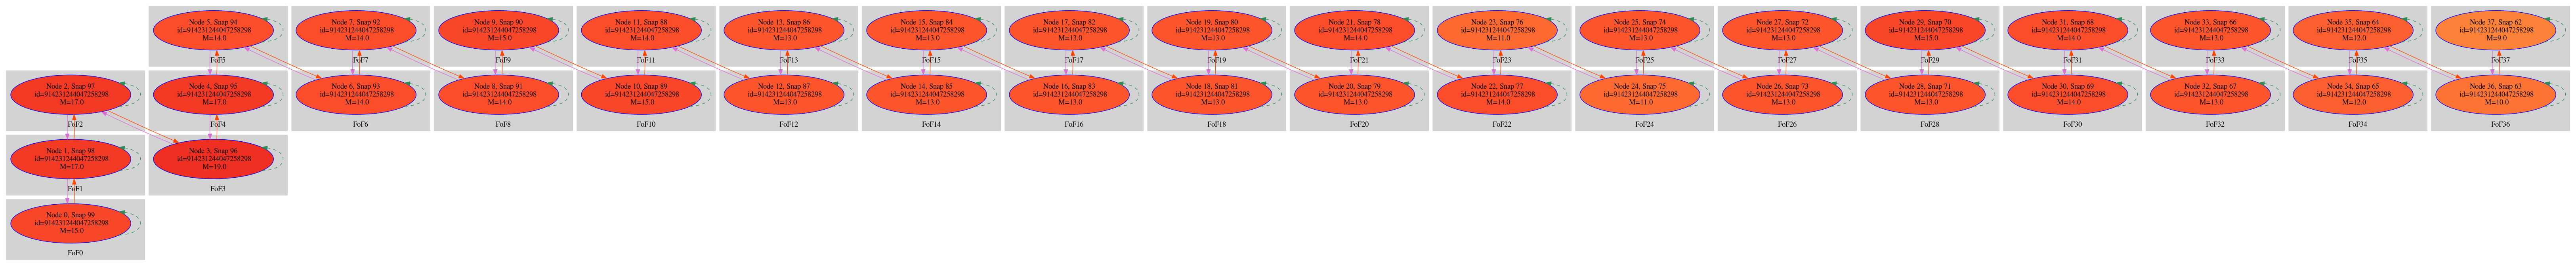 Node 5, Snap 94
id=914231244047258298
M=14.0
FoF5
Node 7, Snap 92
id=914231244047258298
M=14.0
FoF7
Node 9, Snap 90
id=914231244047258298
M=15.0
FoF9
Node 11, Snap 88
id=914231244047258298
M=14.0
FoF11
Node 13, Snap 86
id=914231244047258298
M=13.0
FoF13
Node 15, Snap 84
id=914231244047258298
M=13.0
FoF15
Node 17, Snap 82
id=914231244047258298
M=13.0
FoF17
Node 19, Snap 80
id=914231244047258298
M=13.0
FoF19
Node 21, Snap 78
id=914231244047258298
M=14.0
FoF21
Node 23, Snap 76
id=914231244047258298
M=11.0
FoF23
Node 25, Snap 74
id=914231244047258298
M=13.0
FoF25
Node 27, Snap 72
id=914231244047258298
M=13.0
FoF27
Node 29, Snap 70
id=914231244047258298
M=15.0
FoF29
Node 31, Snap 68
id=914231244047258298
M=14.0
FoF31
Node 33, Snap 66
id=914231244047258298
M=13.0
FoF33
Node 35, Snap 64
id=914231244047258298
M=12.0
FoF35
Node 37, Snap 62
id=914231244047258298
M=9.0
FoF37
Node 2, Snap 97
id=914231244047258298
M=17.0
FoF2
Node 4, Snap 95
id=914231244047258298
M=17.0
FoF4
Node 6, Snap 93
id=914231244047258298
M=14.0
FoF6
Node 8, Snap 91
id=914231244047258298
M=14.0
FoF8
Node 10, Snap 89
id=914231244047258298
M=15.0
FoF10
Node 12, Snap 87
id=914231244047258298
M=13.0
FoF12
Node 14, Snap 85
id=914231244047258298
M=13.0
FoF14
Node 16, Snap 83
id=914231244047258298
M=13.0
FoF16
Node 18, Snap 81
id=914231244047258298
M=13.0
FoF18
Node 20, Snap 79
id=914231244047258298
M=13.0
FoF20
Node 22, Snap 77
id=914231244047258298
M=14.0
FoF22
Node 24, Snap 75
id=914231244047258298
M=11.0
FoF24
Node 26, Snap 73
id=914231244047258298
M=13.0
FoF26
Node 28, Snap 71
id=914231244047258298
M=13.0
FoF28
Node 30, Snap 69
id=914231244047258298
M=14.0
FoF30
Node 32, Snap 67
id=914231244047258298
M=13.0
FoF32
Node 34, Snap 65
id=914231244047258298
M=12.0
FoF34
Node 36, Snap 63
id=914231244047258298
M=10.0
FoF36
Node 1, Snap 98
id=914231244047258298
M=17.0
FoF1
Node 3, Snap 96
id=914231244047258298
M=19.0
FoF3
Node 0, Snap 99
id=914231244047258298
M=15.0
FoF0